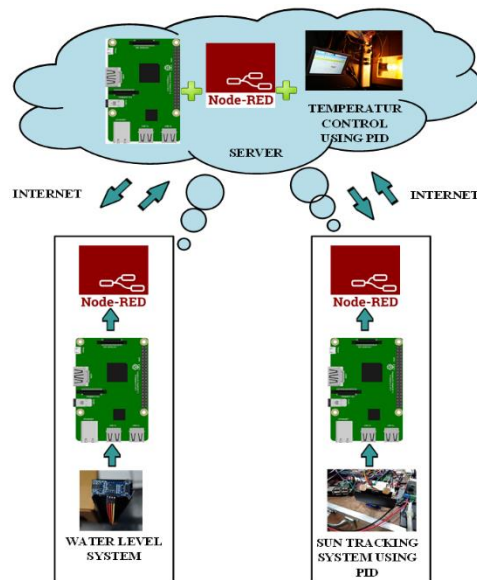 Node-RED
TEMPERATUR
CONTROL
USING PID
SERVER
INTERNET
INTERNET
Node-RED
WATER LEVEL
SYSTEM
Node-RED
SUN TRACKING
SYSTEM USING
PID